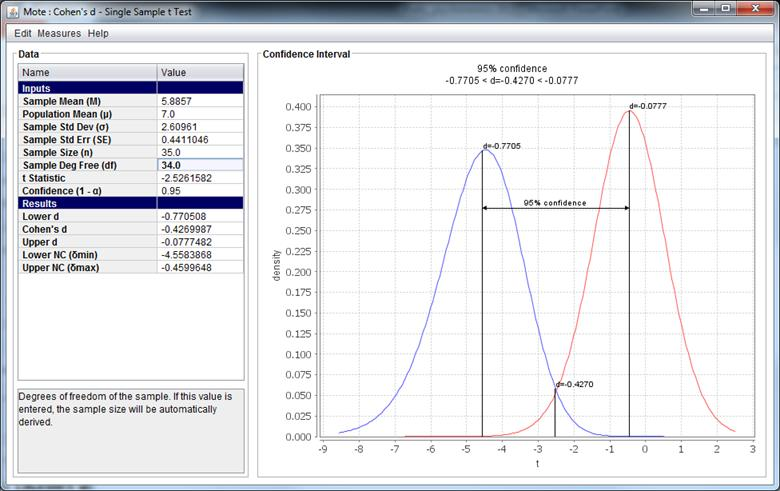 Mote : Cohen's d - Single Sample t Test
Edit Measures Help
Data
Name Value
Inputs
Sample Mean (M) 5.8857
Population Mean (μ) 7.0
Sample Std Dev (σ) 2.60961
Sample Std Err (SE) 0.4411046
Sample Size (n) 35.0
Sample Deg Free (df) 34.0
t Statistic -2.5261582
Confidence (1 - α) 0.95
Results
Lower d -0.770508
Cohen's d -0.4269987
Upper d -0.0777482
Lower NC (δmin) -4.5583868
Upper NC (δmax) -0.4599648
Degrees of freedom of the sample. If this value is
entered, the sample size will be automatically
derived.
Confidence Interval
95% confidence
-0.7705 < d=-0.4270 < -0.0777
0.400
0.375
0.350
0.325
0.300
0.275
0.250
0.225
0.200
0.175
0.150
0.125
0.100
0.075
0.050
0.025
0.000
density
d=-0.0777
d=-0.7705
95% confidence
d=-0.4270
-9 -8 -7 -6 -5 -4 -3 -2 -1 0 1 2 3
t